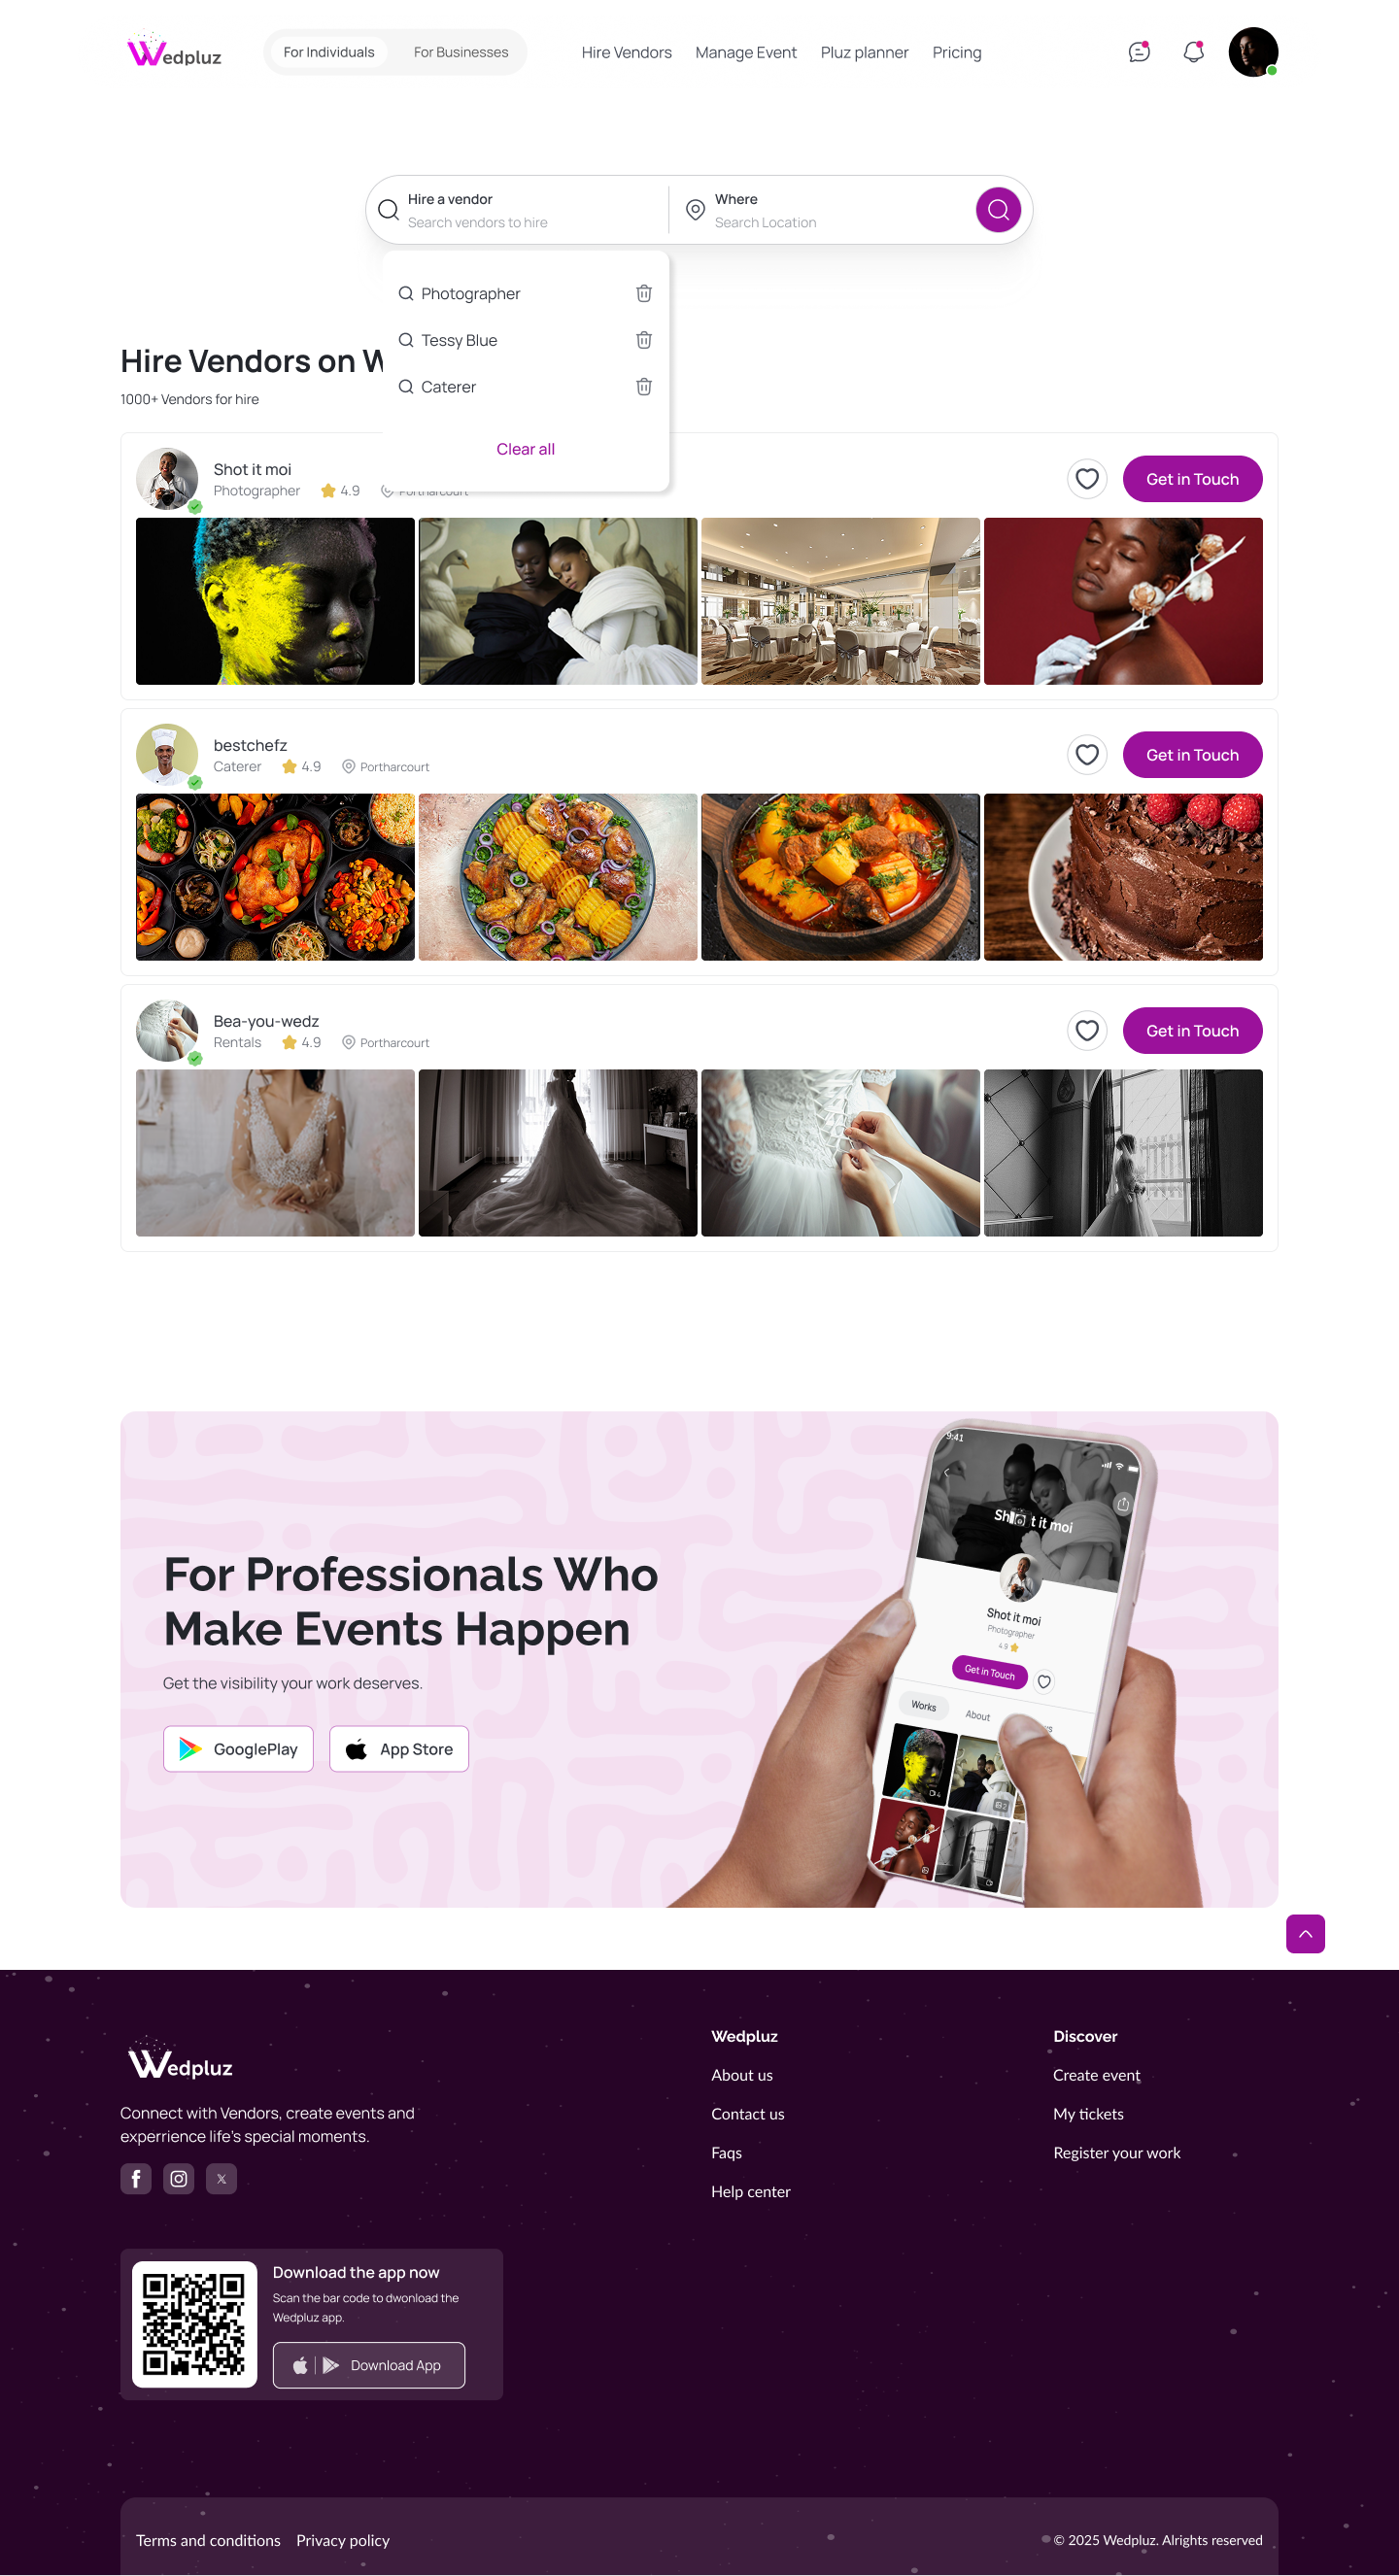 Wedpluz
For Individuals
For Businesses
Hire Vendors
Manage Event
Pluz planner
Pricing
Hire a vendor
Search vendors to hire
Where
Search Location
Photographer
Tessy Blue
Caterer
Clear all
Hire Vendors on
1000+ Vendors for hire
Shot it moi
Photographer
4.9
Portharcourt
Get in Touch
bestchefz
Caterer
4.9
Portharcourt
Get in Touch
Bea-you-wedz
Rentals
4.9
Portharcourt
Get in Touch
For Professionals Who
Make Events Happen
Get the visibility your work deserves.
GooglePlay
App Store
9:41
Shot it moi
Photographer
4.9
Get in Touch
Works
About
Wedpluz
Connect with Vendors, create events and
experrience life's special moments.
Wedpluz
About us
Contact us
Faqs
Help center
Discover
Create event
My tickets
Register your work
Download the app now
Scan the bar code to dwonload the
Wedpluz app.
Download App
Terms and conditions
Privacy policy
© 2025 Wedpluz. Alrights reserved